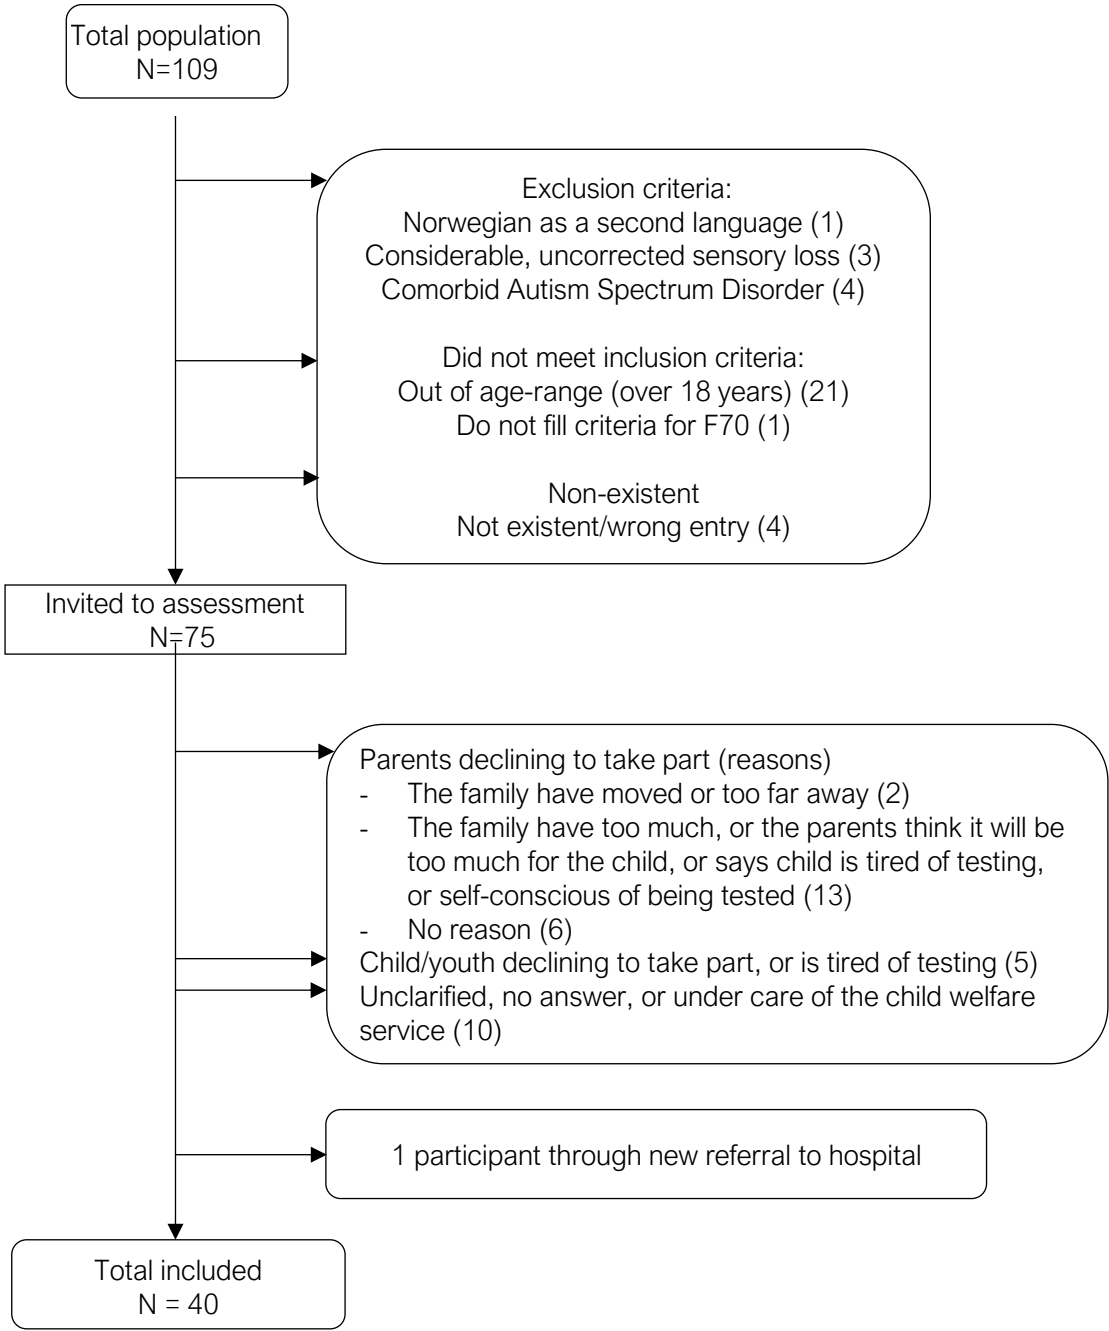 Total population
N=109
Exclusion criteria:
Norwegian as a second language (1)
Considerable, uncorrected sensory loss (3)
Comorbid Autism Spectrum Disorder (4)
Did not meet inclusion criteria:
Out of age-range (over 18 years) (21)
Do not fill criteria for F70 (1)
Non-existent
Not existent/wrong entry (4)
Invited to assessment
N=75
Parents declining to take part (reasons)
- The family have moved or too far away (2)
- The family have too much, or the parents think it will be
too much for the child, or says child is tired of testing,
or self-conscious of being tested (13)
- No reason (6)
Child/youth declining to take part, or is tired of testing (5)
Unclarified, no answer, or under care of the child welfare
service (10)
1 participant through new referral to hospital
Total included
N = 40